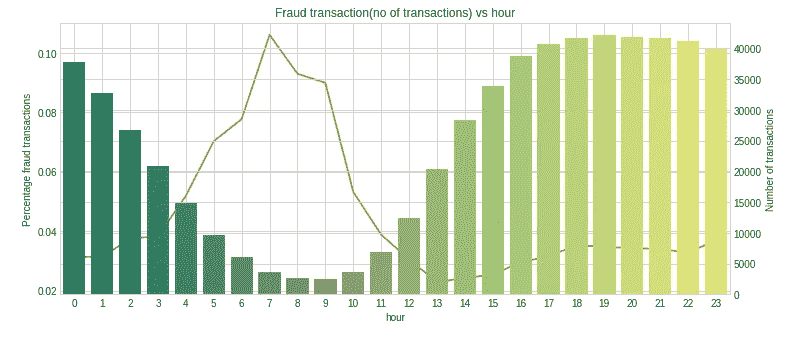 Fraud transaction(no of transactions) vs hour
Percentage fraud transactions
0.10
0.08
0.06
0.04
0.02
40000
35000
30000
25000
20000
15000
10000
5000
0
Number of transactions
0 1 2 3 4 5 6 7 8 9 10 11 12 13 14 15 16 17 18 19 20 21 22 23
hour